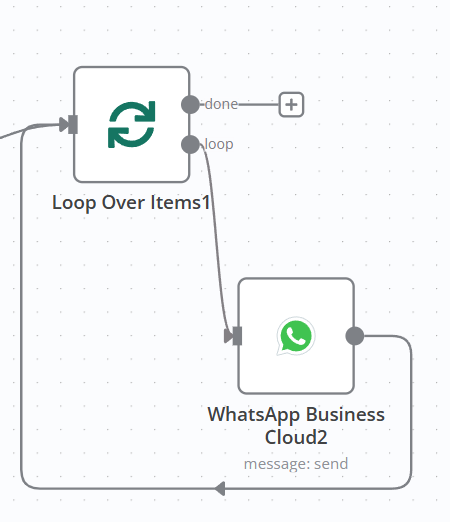 done
loop
Loop Over Items1
WhatsApp Business
Cloud2
message: send